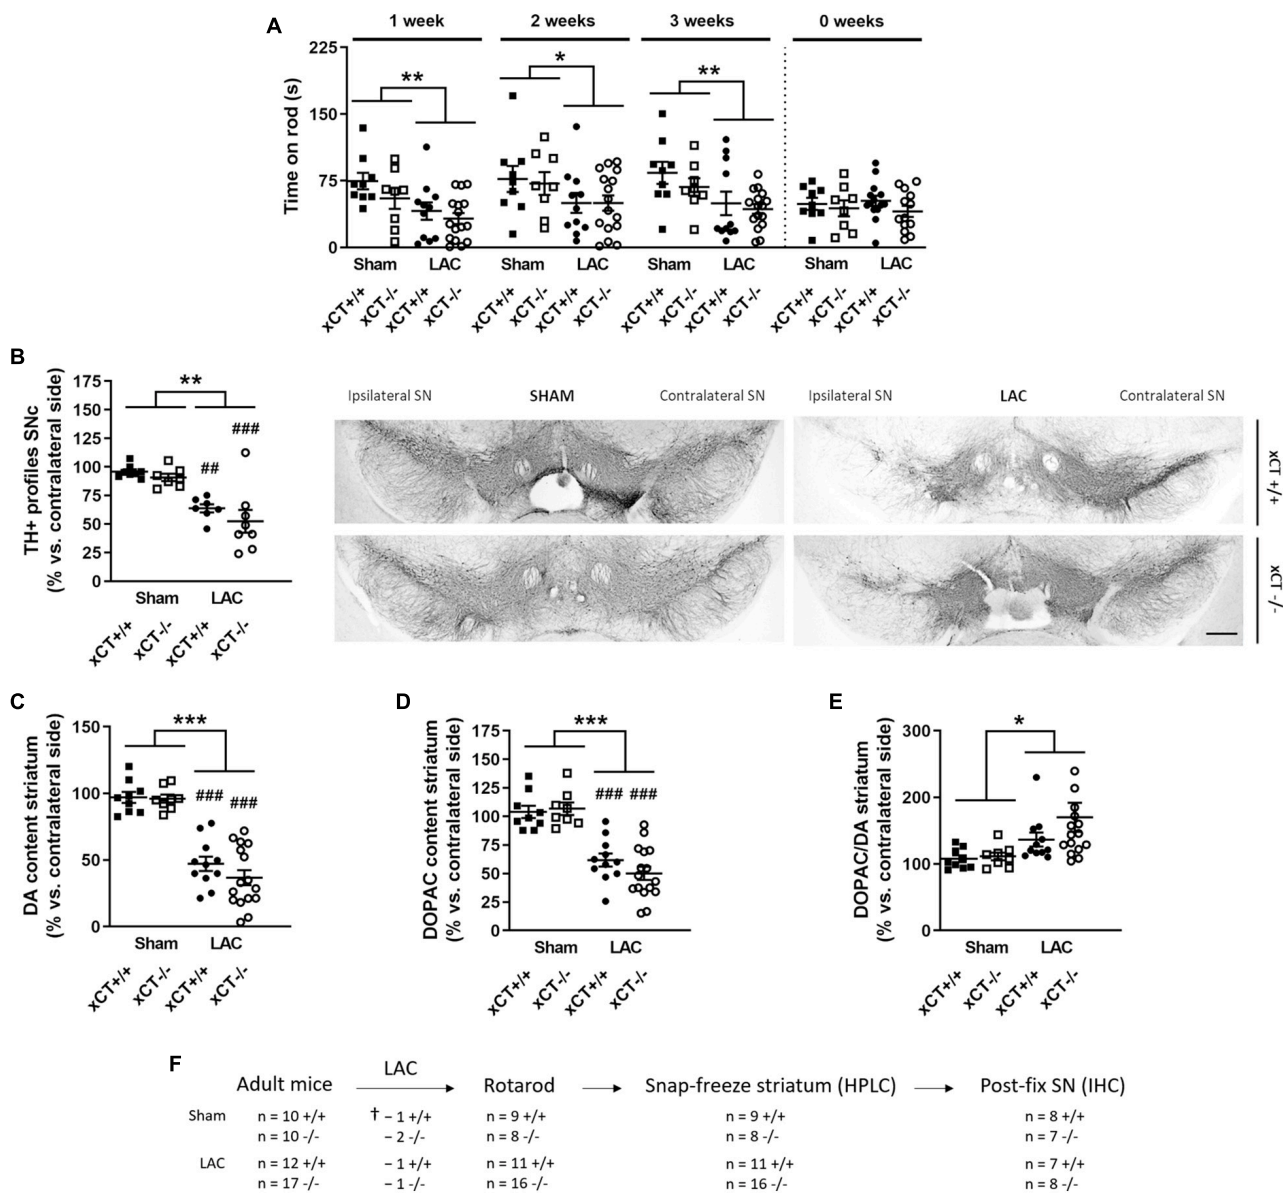 A
1 week 2 weeks 3 weeks 0 weeks
Time on rod (s)
225
150
75
0
** * **
Sham LAC Sham LAC Sham LAC Sham LAC
xCT+/+ xCT-/- xCT+/+ xCT-/- xCT+/+ xCT-/- xCT+/+ xCT-/- xCT+/+ xCT-/- xCT+/+ xCT-/- xCT+/+ xCT-/- xCT+/+ xCT-/-
B
TH+ profiles SNc
(% vs. contralateral side)
175
150
125
100
75
50
25
0
**
##
###
Sham LAC
xCT+/+ xCT-/- xCT+/+ xCT-/-
Ipsilateral SN SHAM Contralateral SN Ipsilateral SN LAC Contralateral SN
xCT +/+
xCT -/-
C
DA content striatum
(% vs. contralateral side)
150
100
50
0
***
###
###
Sham LAC
xCT+/+ xCT-/- xCT+/+ xCT-/-
D
DOPAC content striatum
(% vs. contralateral side)
175
150
125
100
75
50
25
0
***
### ###
Sham LAC
xCT+/+ xCT-/- xCT+/+ xCT-/-
E
DOPAC/DA striatum
(% vs. contralateral side)
300
200
100
0
*
Sham LAC
xCT+/+ xCT-/- xCT+/+ xCT-/-
F
LAC
Adult mice Rotarod Snap-freeze striatum (HPLC) Post-fix SN (IHC)
Sham n = 10 +/+ † – 1 +/+ n = 9 +/+ n = 9 +/+ n = 8 +/+
n = 10 -/- – 2 -/- n = 8 -/- n = 8 -/- n = 7 -/-
LAC n = 12 +/+ – 1 +/+ n = 11 +/+ n = 11 +/+ n = 7 +/+
n = 17 -/- – 1 -/- n = 16 -/- n = 16 -/- n = 8 -/-